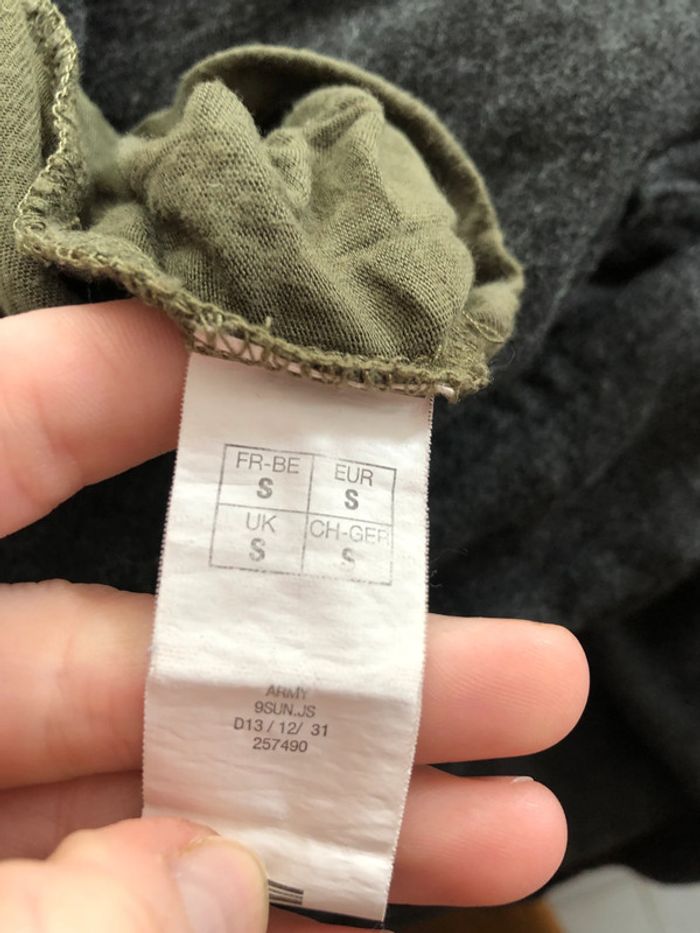 FR-BE EUR
S S
UK CH-GER
S S
ARMY
9SUN.JS
D13 / 12/ 31
257490